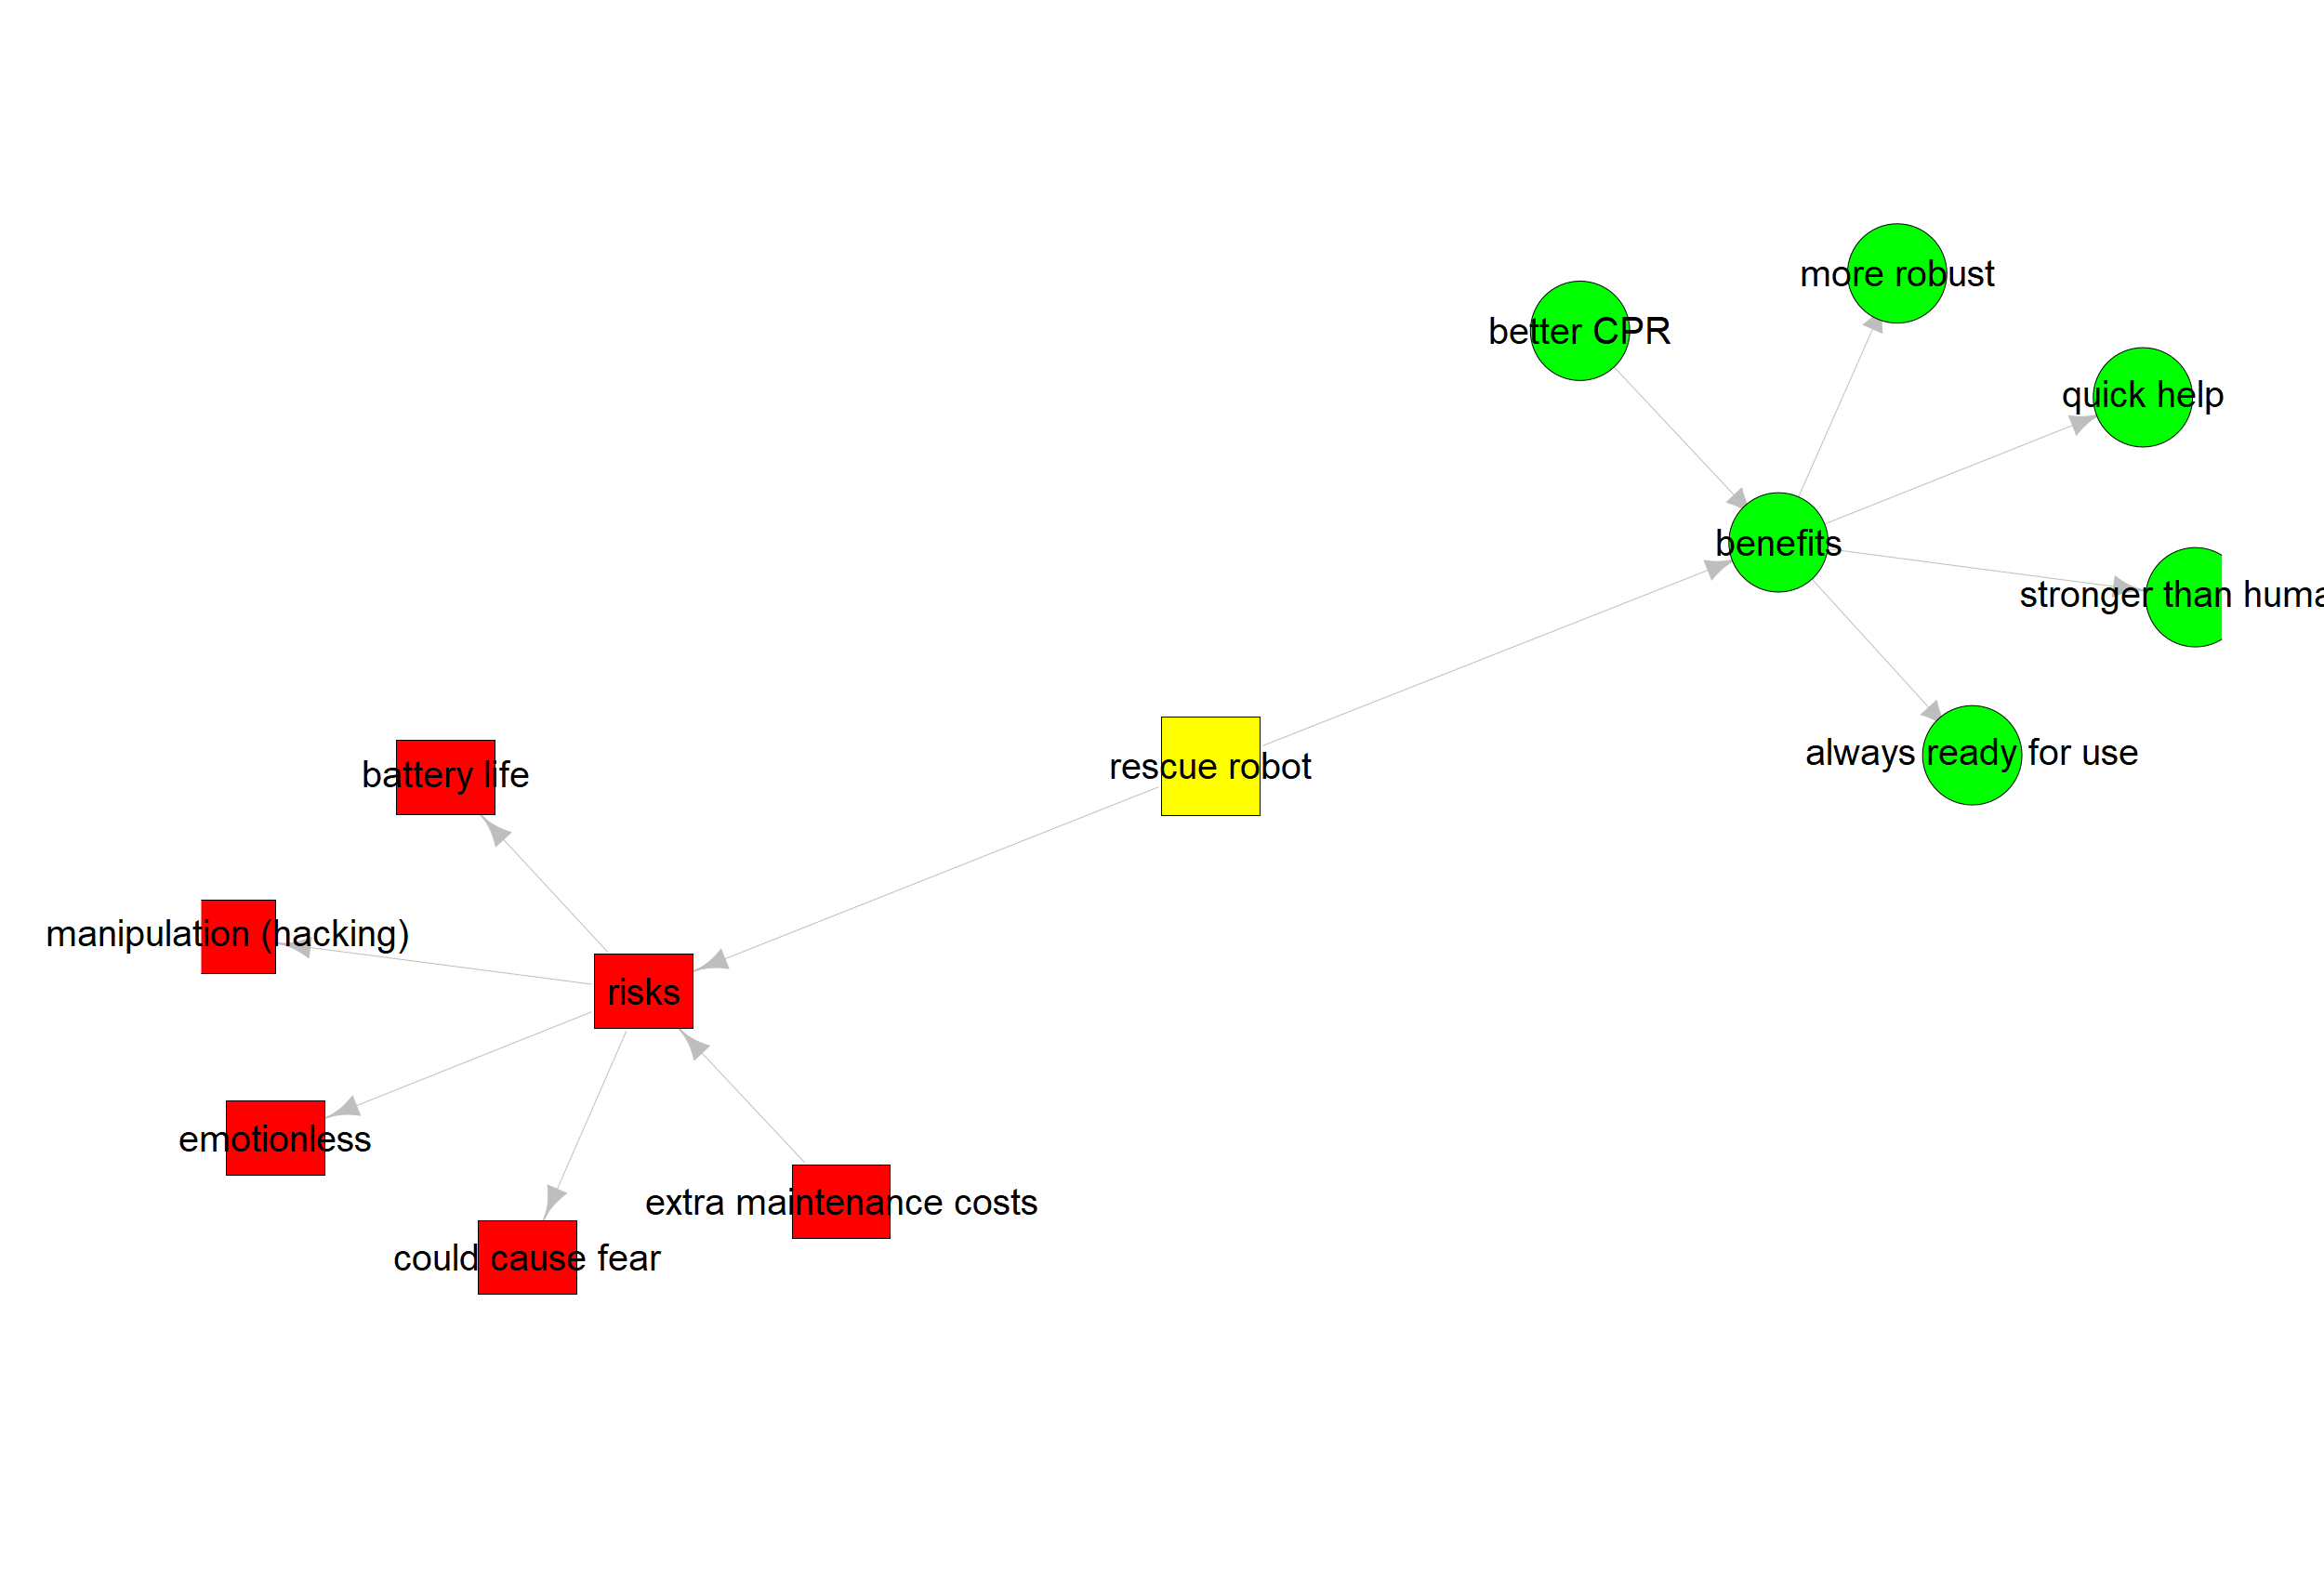 more robust
better CPR
quick help
benefits
stronger than huma
always ready for use
rescue robot
battery life
manipulation (hacking)
risks
emotionless
extra maintenance costs
could cause fear